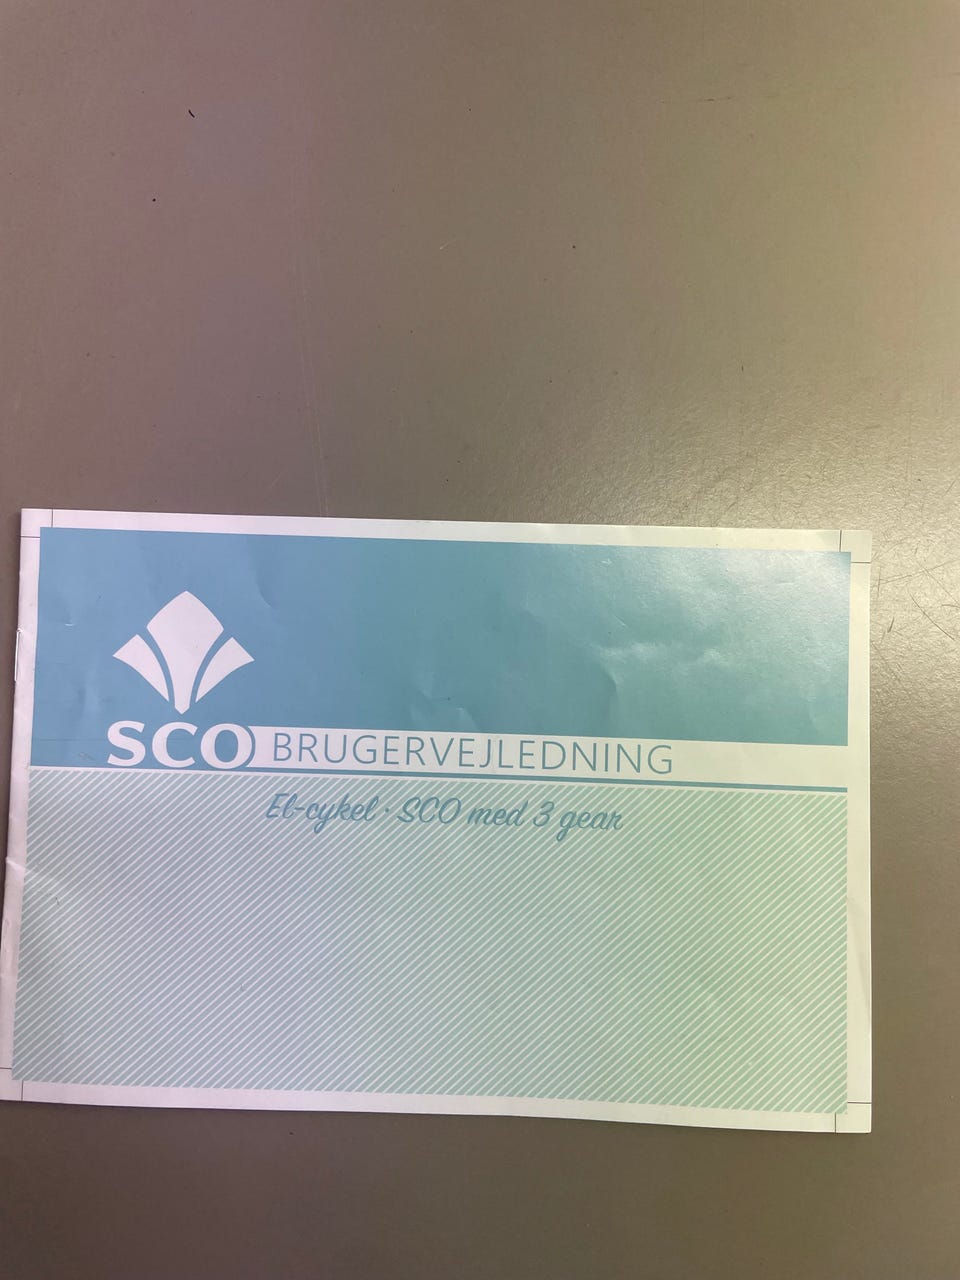 SCO BRUGERVEJLEDNING
El-cykel · SCO med 3 gear